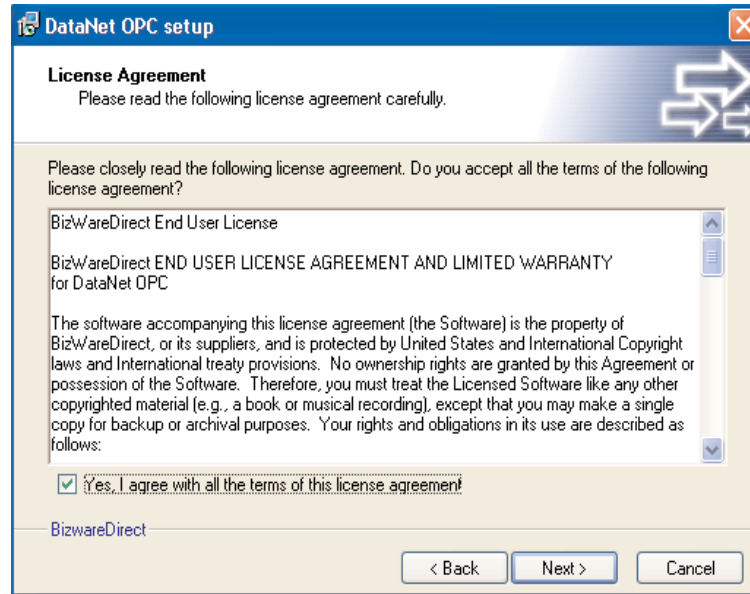 DataNet OPC setup
License Agreement
Please read the following license agreement carefully.
Please closely read the following license agreement. Do you accept all the terms of the following
license agreement?
BizWareDirect End User License
BizWareDirect END USER LICENSE AGREEMENT AND LIMITED WARRANTY
for DataNet OPC
The software accompanying this license agreement (the Software) is the property of
BizWareDirect, or its suppliers, and is protected by United States and International Copyright
laws and International treaty provisions.  No ownership rights are granted by this Agreement or
possession of the Software.  Therefore, you must treat the Licensed Software like any other
copyrighted material (e.g., a book or musical recording), except that you may make a single
copy for backup or archival purposes.  Your rights and obligations in its use are described as
follows:
Yes, I agree with all the terms of this license agreement
BizwareDirect
< Back
Next >
Cancel